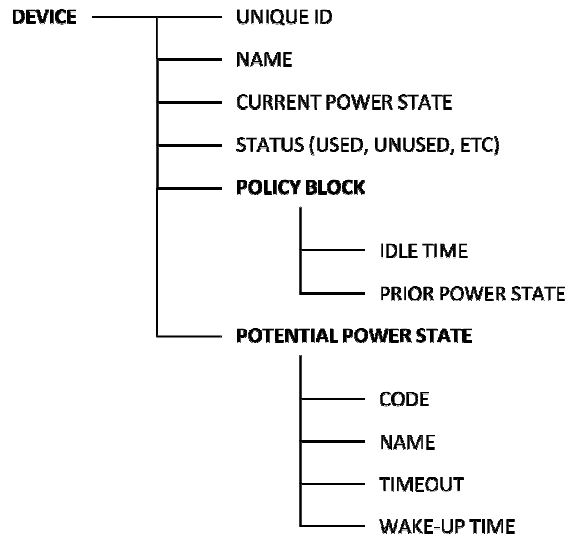 DEVICE
UNIQUE ID
NAME
CURRENT POWER STATE
STATUS (USED, UNUSED, ETC)
POLICY BLOCK
IDLE TIME
PRIOR POWER STATE
POTENTIAL POWER STATE
CODE
NAME
TIMEOUT
WAKE-UP TIME